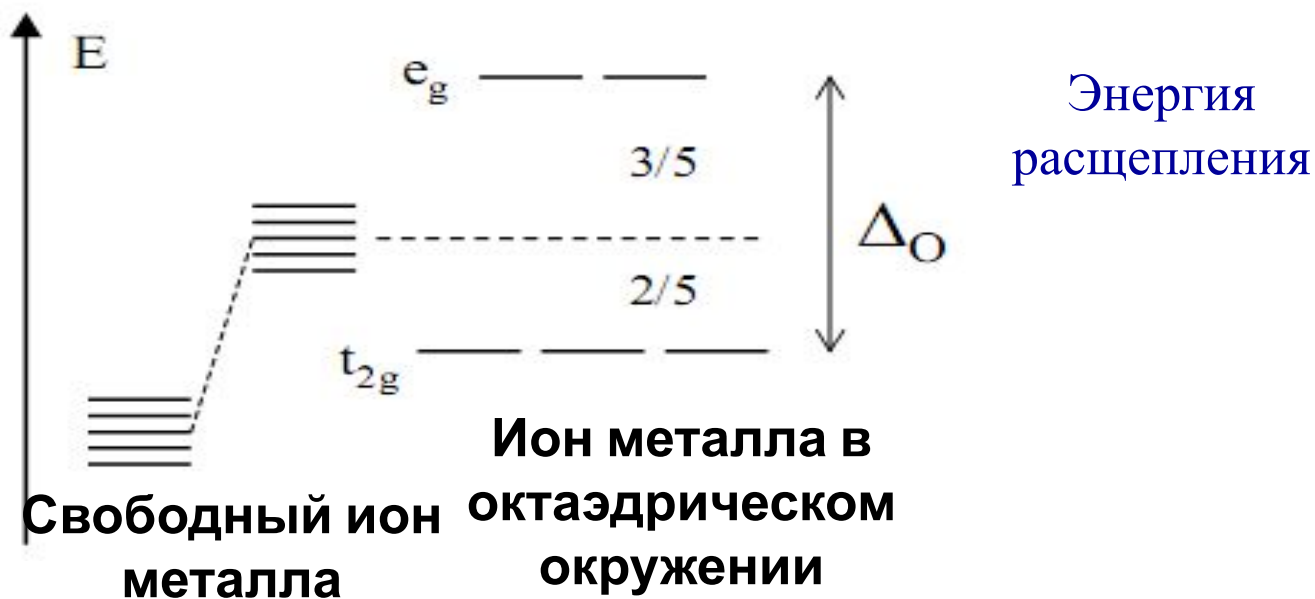 E
e_g
Энергия
расщепления
3/5
Δ_O
2/5
t_2g
Свободный ион
металла
Ион металла в
октаэдрическом
окружении